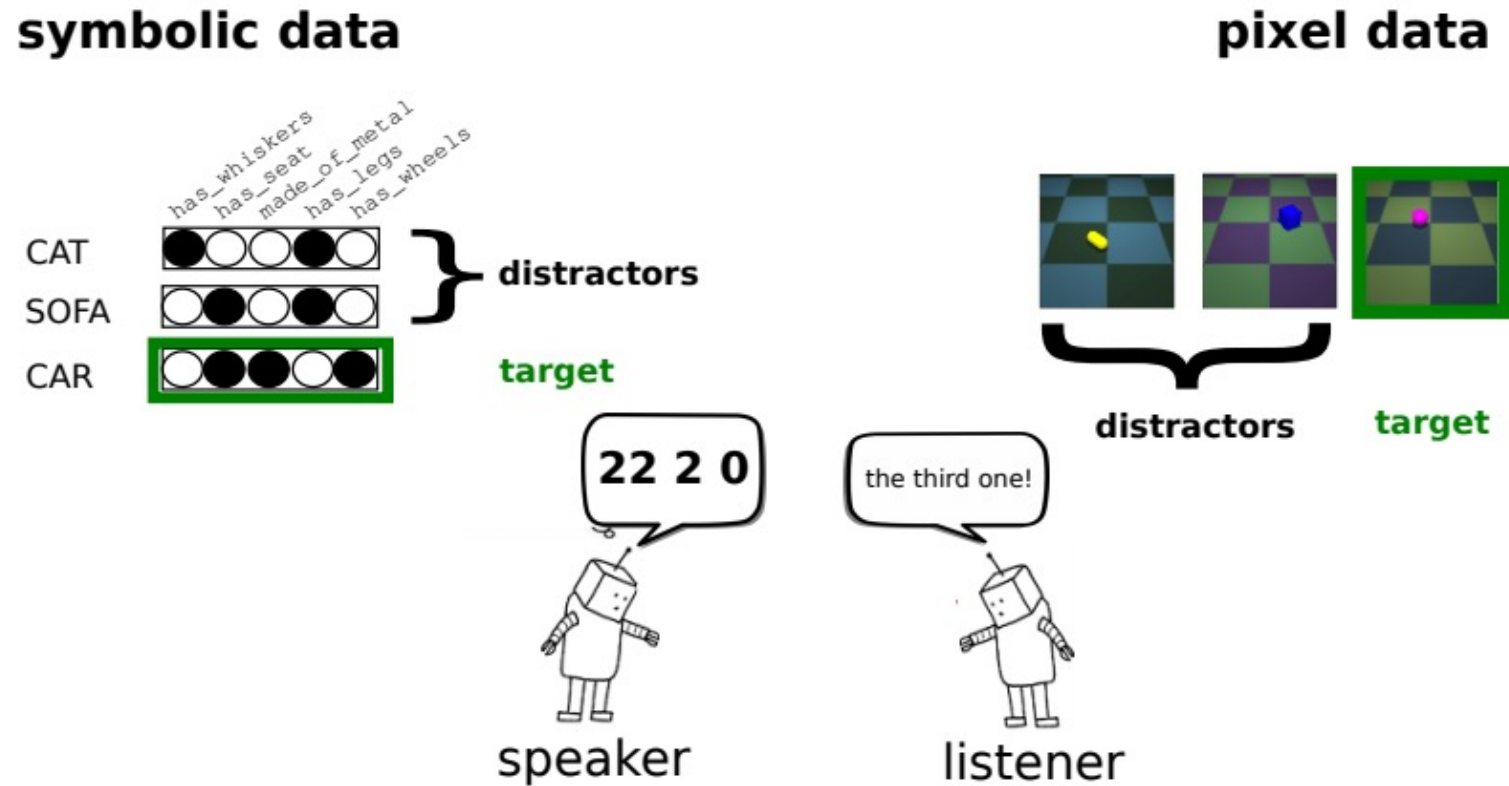 symbolic data
pixel data
has_whiskers
has_seat
made_of_metal
has_legs
has_wheels
CAT
SOFA
CAR
distractors
target
distractors
target
22 2 0
the third one!
speaker
listener